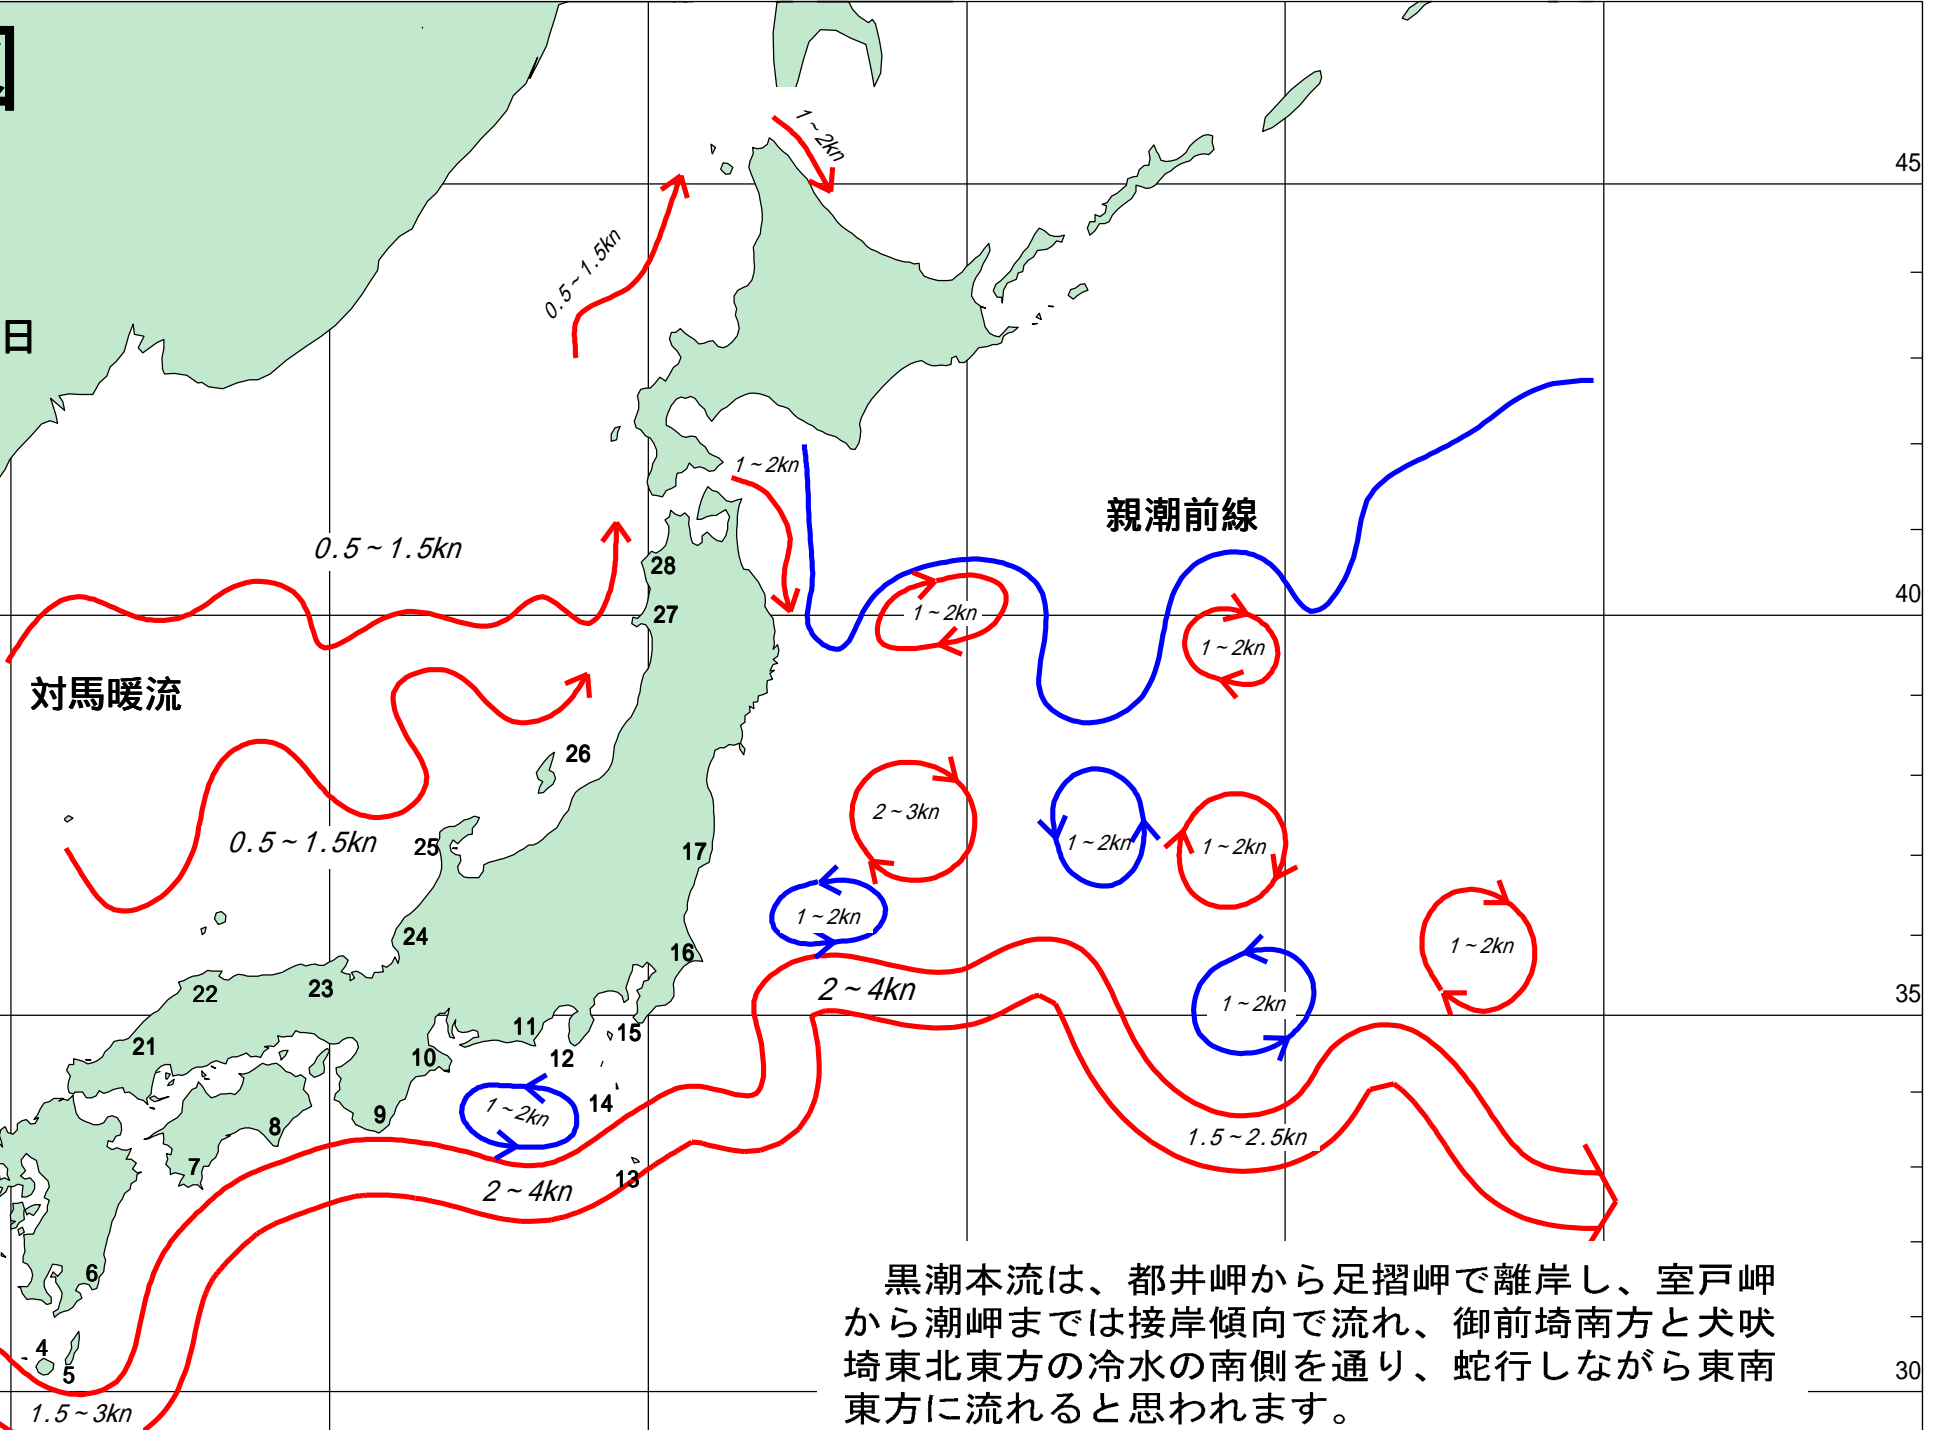 日
1~2kn
45
0.5~1.5kn
1~2kn
親潮前線
0.5~1.5kn
28
40
27
1~2kn
1~2kn
対馬暖流
26
2~3kn
0.5~1.5kn
25
17
1~2kn
1~2kn
1~2kn
24
16
1~2kn
23
22
2~4kn
35
1~2kn
11
15
21
10
12
14
1~2kn
9
8
1.5~2.5kn
7
13
2~4kn
6
黒潮本流は、都井岬から足摺岬で離岸し、室戸岬
から潮岬までは接岸傾向で流れ、御前埼南方と犬吠
埼東北東方の冷水の南側を通り、蛇行しながら東南
東方に流れると思われます。
4
5
30
1.5~3kn